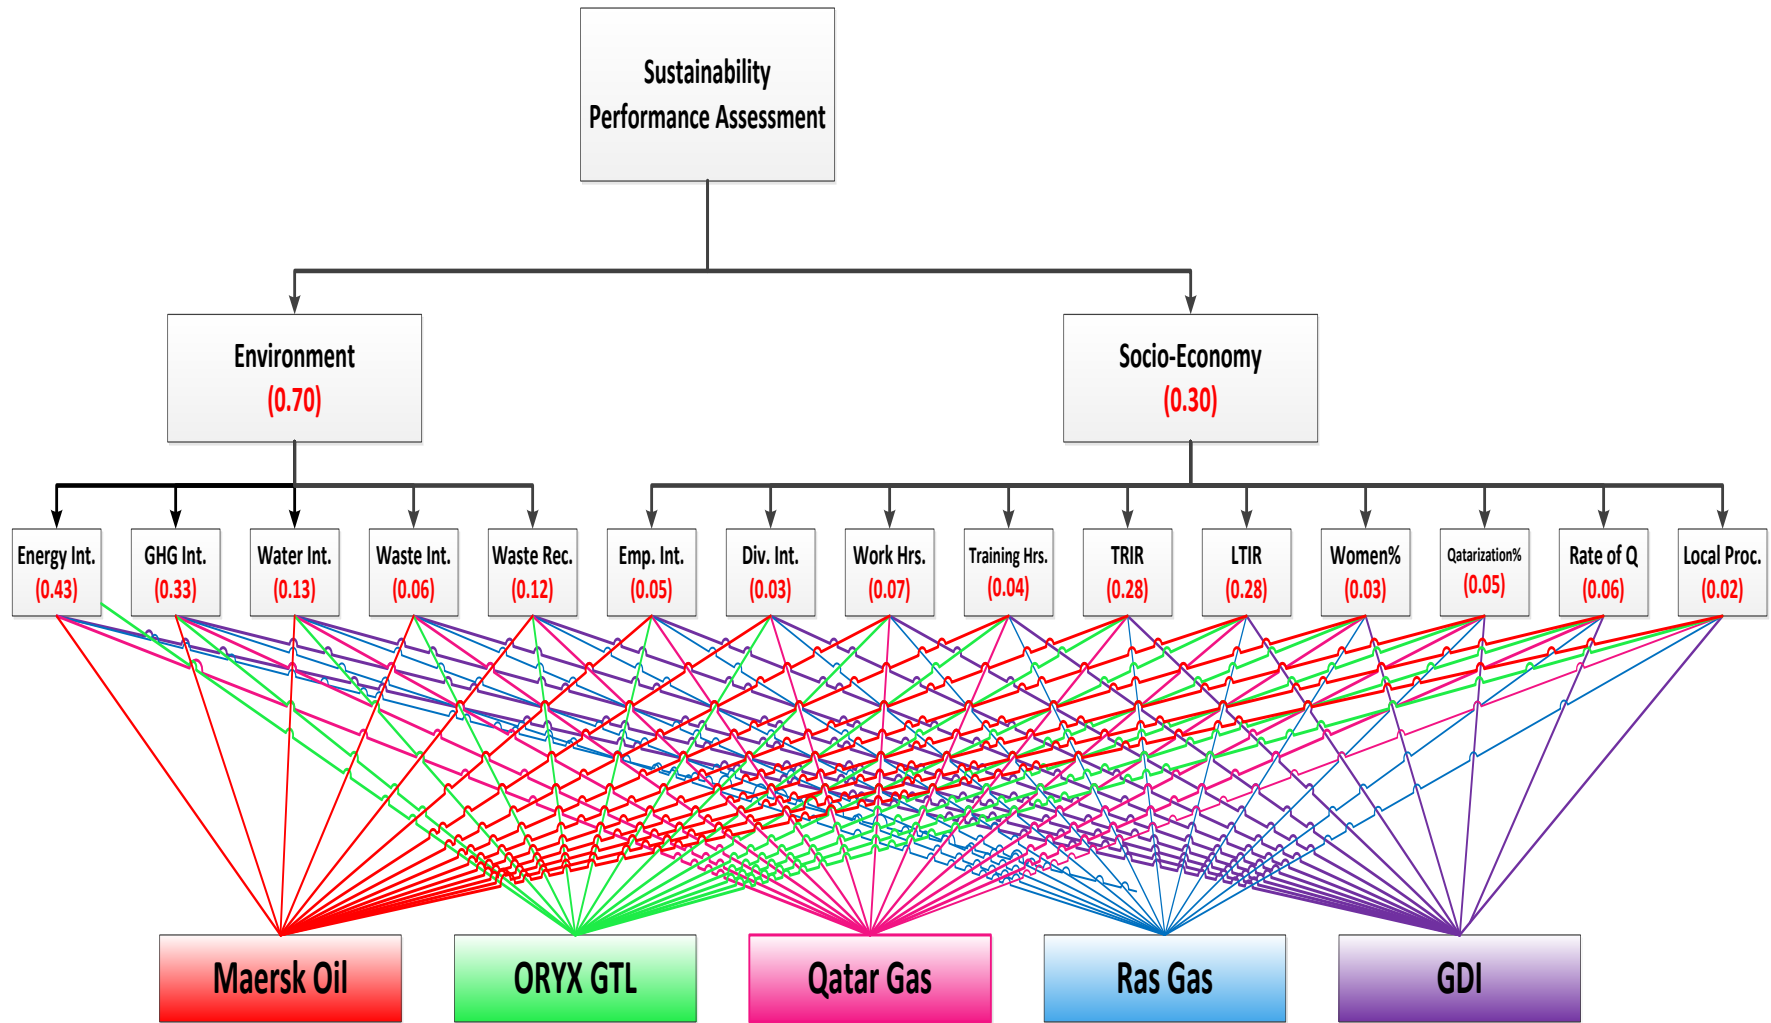 Sustainability
Performance Assessment
Environment
(0.70)
Socio-Economy
(0.30)
Energy Int.
(0.43)
GHG Int.
(0.33)
Water Int.
(0.13)
Waste Int.
(0.06)
Waste Rec.
(0.12)
Emp. Int.
(0.05)
Div. Int.
(0.03)
Work Hrs.
(0.07)
Training Hrs.
(0.04)
TRIR
(0.28)
LTIR
(0.28)
Women%
(0.03)
Qatarization%
(0.05)
Rate of Q
(0.06)
Local Proc.
(0.02)
Maersk Oil
ORYX GTL
Qatar Gas
Ras Gas
GDI